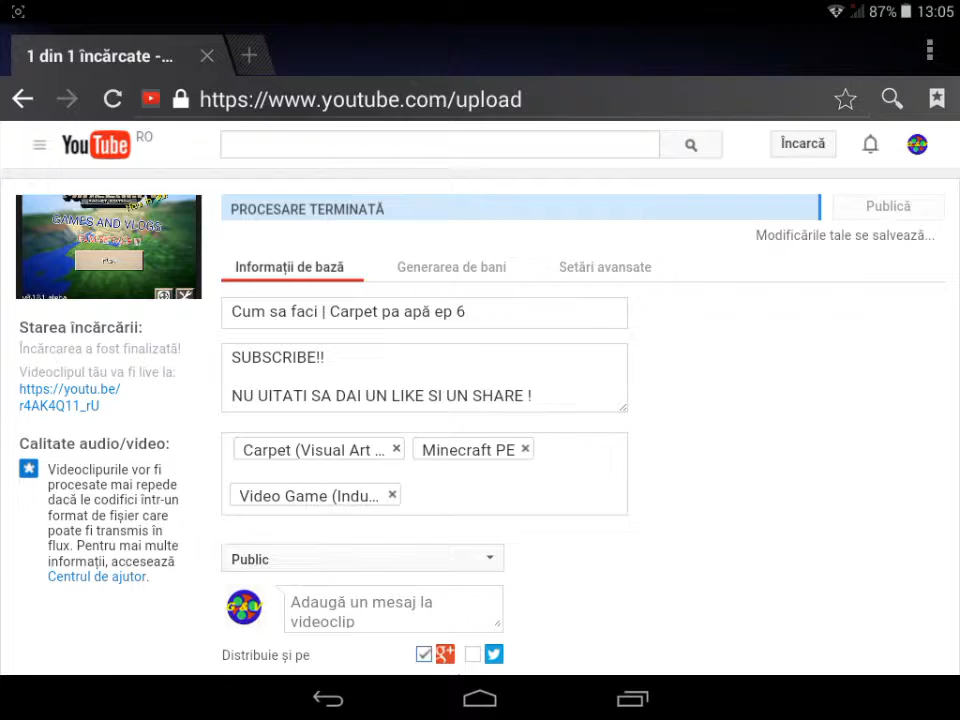 87% 13:05
1 din 1 încărcate -...
https://www.youtube.com/upload
YouTube RO
Încarcă
GAMES AND VLOGS
PROCESARE TERMINATĂ
Publică
Modificările tale se salvează...
Informații de bază Generarea de bani Setări avansate
Starea încărcării:
Încărcarea a fost finalizată!
Videoclipul tău va fi live la:
https://youtu.be/
r4AK4Q11_rU
Calitate audio/video:
Videoclipurile vor fi
procesate mai repede
dacă le codifici într-un
format de fișier care
poate fi transmis în
flux. Pentru mai multe
informații, accesează
Centrul de ajutor.
Cum sa faci | Carpet pa apă ep 6
SUBSCRIBE!!
NU UITATI SA DAI UN LIKE SI UN SHARE !
Carpet (Visual Art ... × Minecraft PE ×
Video Game (Indu... ×
Public
Adaugă un mesaj la
videoclip
Distribuie și pe